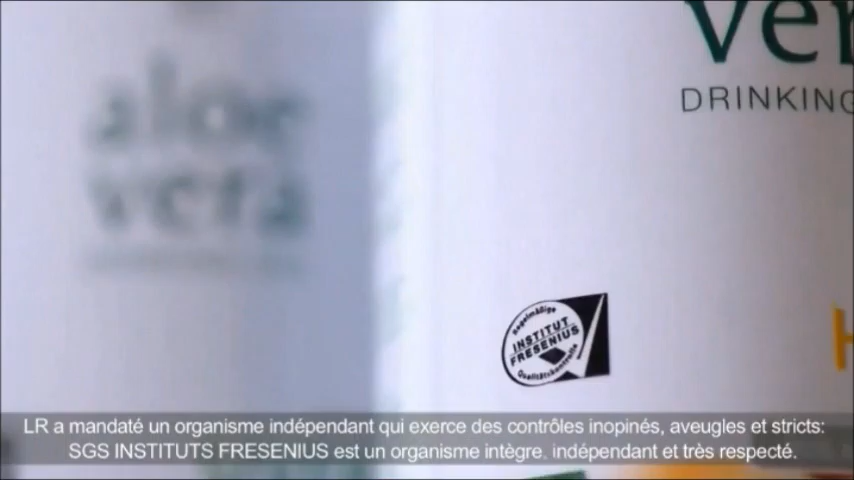 aloe
vera
ver
DRINKING
Regelmäßige
INSTITUT
FRESENIUS
Qualitätskontrolle
H
LR a mandaté un organisme indépendant qui exerce des contrôles inopinés, aveugles et stricts:
SGS INSTITUTS FRESENIUS est un organisme intègre, indépendant et très respecté.